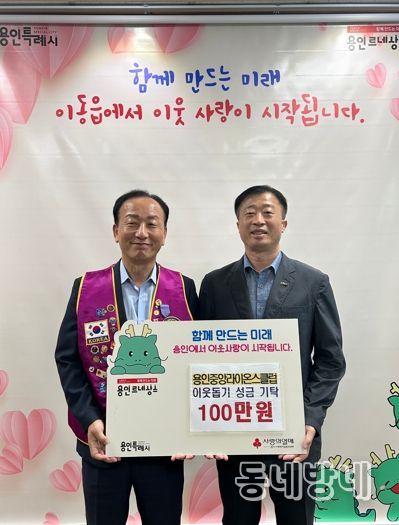 용인특례시
용인르네상스
함께 만드는 미래
이동읍에서 이웃 사랑이 시작됩니다.
KOREA
함께 만드는 미래
용인에서 이웃사랑이 시작됩니다.
용인중앙라이온스클럽
이웃돕기 성금 기탁
100만 원
용인르네상스
용인특례시
사랑의열매
동네방네